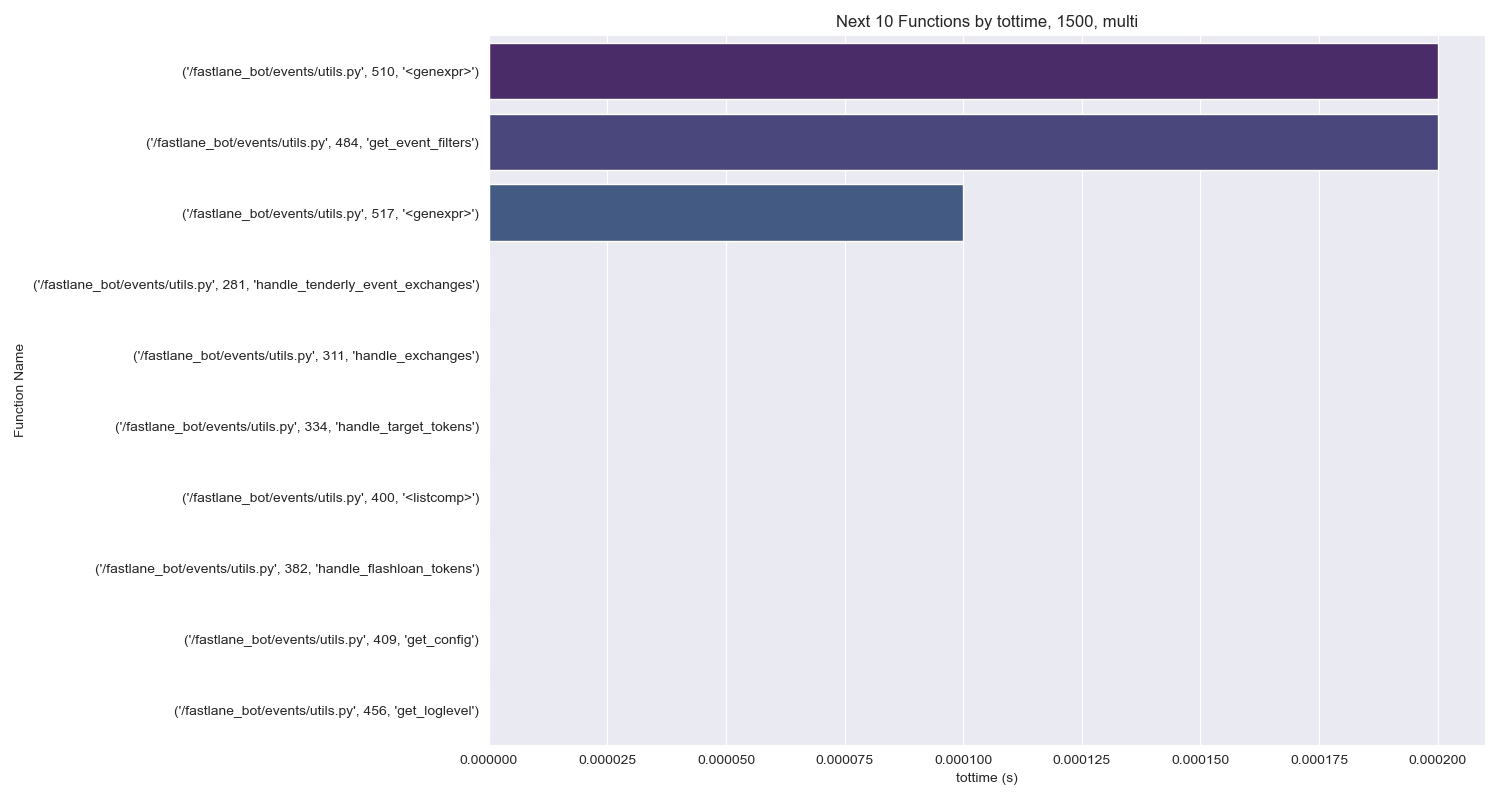 Next 10 Functions by tottime, 1500, multi
('/fastlane_bot/events/utils.py', 510, '<genexpr>')
('/fastlane_bot/events/utils.py', 484, 'get_event_filters')
('/fastlane_bot/events/utils.py', 517, '<genexpr>')
('/fastlane_bot/events/utils.py', 281, 'handle_tenderly_event_exchanges')
('/fastlane_bot/events/utils.py', 311, 'handle_exchanges')
('/fastlane_bot/events/utils.py', 334, 'handle_target_tokens')
('/fastlane_bot/events/utils.py', 400, '<listcomp>')
('/fastlane_bot/events/utils.py', 382, 'handle_flashloan_tokens')
('/fastlane_bot/events/utils.py', 409, 'get_config')
('/fastlane_bot/events/utils.py', 456, 'get_loglevel')
Function Name
0.000000 0.000025 0.000050 0.000075 0.000100 0.000125 0.000150 0.000175 0.000200
tottime (s)